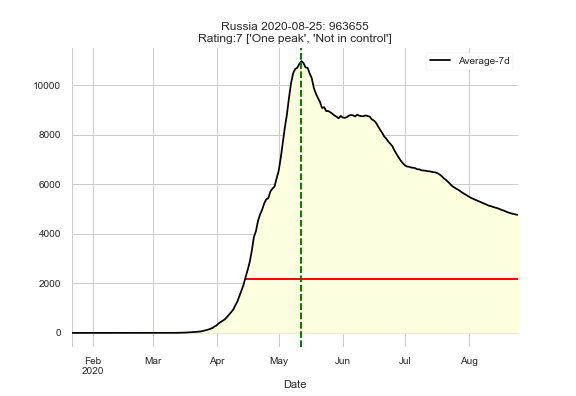 Russia 2020-08-25: 963655
Rating:7 ['One peak', 'Not in control']
Average-7d
10000
8000
6000
4000
2000
0
Feb Mar Apr May Jun Jul Aug
2020
Date